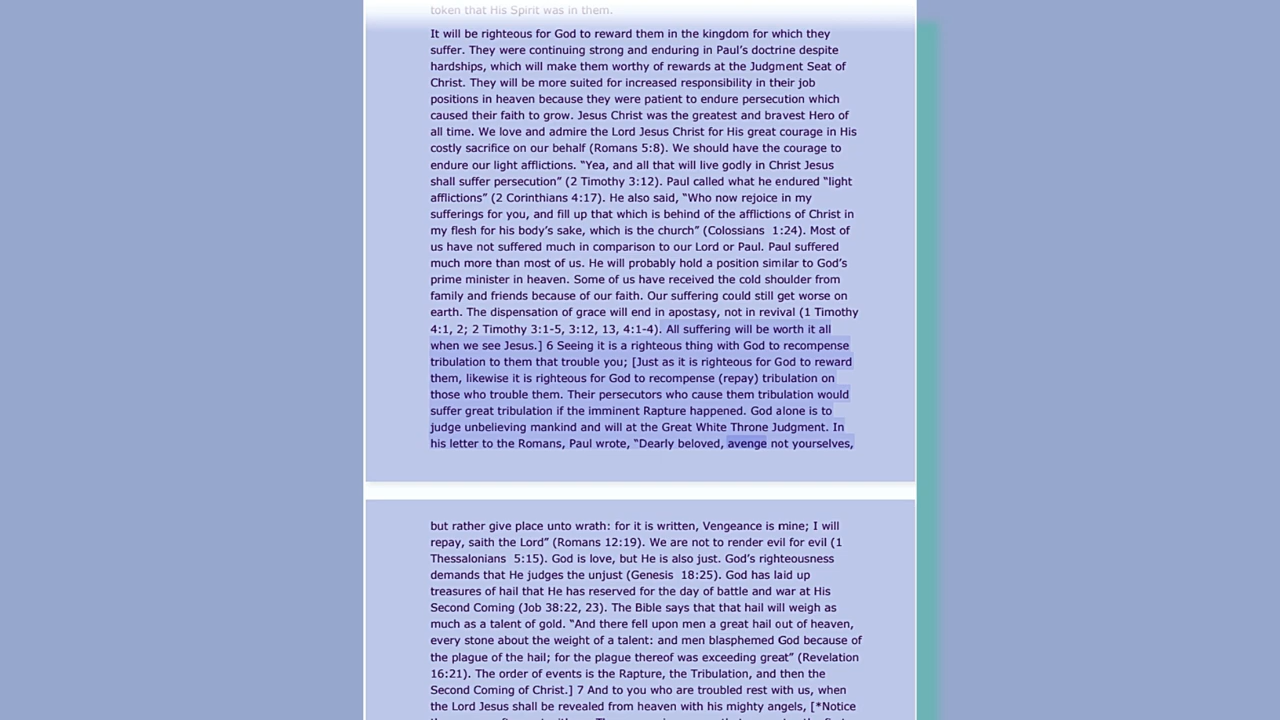 token that His Spirit was in them.
It will be righteous for God to reward them in the kingdom for which they
suffer. They were continuing strong and enduring in Paul’s doctrine despite
hardships, which will make them worthy of rewards at the Judgment Seat of
Christ. They will be more suited for increased responsibility in their job
positions in heaven because they were patient to endure persecution which
caused their faith to grow. Jesus Christ was the greatest and bravest Hero of
all time. We love and admire the Lord Jesus Christ for His great courage in His
costly sacrifice on our behalf (Romans 5:8). We should have the courage to
endure our light afflictions. “Yea, and all that will live godly in Christ Jesus
shall suffer persecution” (2 Timothy 3:12). Paul called what he endured “light
afflictions” (2 Corinthians 4:17). He also said, “Who now rejoice in my
sufferings for you, and fill up that which is behind of the afflictions of Christ in
my flesh for his body’s sake, which is the church” (Colossians  1:24). Most of
us have not suffered much in comparison to our Lord or Paul. Paul suffered
much more than most of us. He will probably hold a position similar to God’s
prime minister in heaven. Some of us have received the cold shoulder from
family and friends because of our faith. Our suffering could still get worse on
earth. The dispensation of grace will end in apostasy, not in revival (1 Timothy
4:1, 2; 2 Timothy 3:1-5, 3:12, 13, 4:1-4). All suffering will be worth it all
when we see Jesus.] 6 Seeing it is a righteous thing with God to recompense
tribulation to them that trouble you; [Just as it is righteous for God to reward
them, likewise it is righteous for God to recompense (repay) tribulation on
those who trouble them. Their persecutors who cause them tribulation would
suffer great tribulation if the imminent Rapture happened. God alone is to
judge unbelieving mankind and will at the Great White Throne Judgment. In
his letter to the Romans, Paul wrote, “Dearly beloved, avenge not yourselves,
but rather give place unto wrath: for it is written, Vengeance is mine; I will
repay, saith the Lord” (Romans 12:19). We are not to render evil for evil (1
Thessalonians  5:15). God is love, but He is also just. God’s righteousness
demands that He judges the unjust (Genesis  18:25). God has laid up
treasures of hail that He has reserved for the day of battle and war at His
Second Coming (Job 38:22, 23). The Bible says that that hail will weigh as
much as a talent of gold. “And there fell upon men a great hail out of heaven,
every stone about the weight of a talent: and men blasphemed God because of
the plague of the hail; for the plague thereof was exceeding great” (Revelation
16:21). The order of events is the Rapture, the Tribulation, and then the
Second Coming of Christ.] 7 And to you who are troubled rest with us, when
the Lord Jesus shall be revealed from heaven with his mighty angels, [*Notice